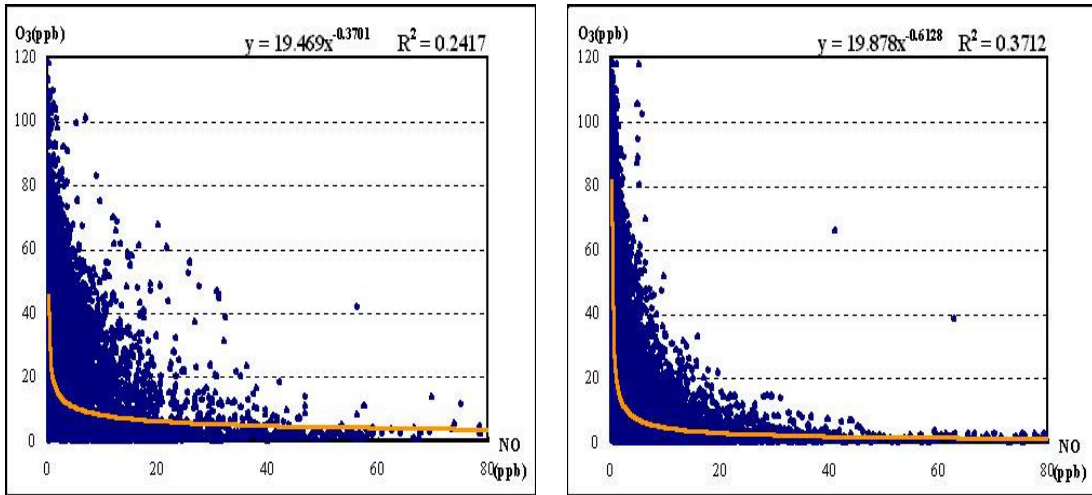 O₃(ppb)
y = 19.469x⁻⁰·³⁷⁰¹ R² = 0.2417
120
100
80
60
40
20
0
NO
0 20 40 60 80
(ppb)
O₃(ppb)
y = 19.878x⁻⁰·⁶¹²⁸ R² = 0.3712
120
100
80
60
40
20
0
NO
0 20 40 60 80
(ppb)